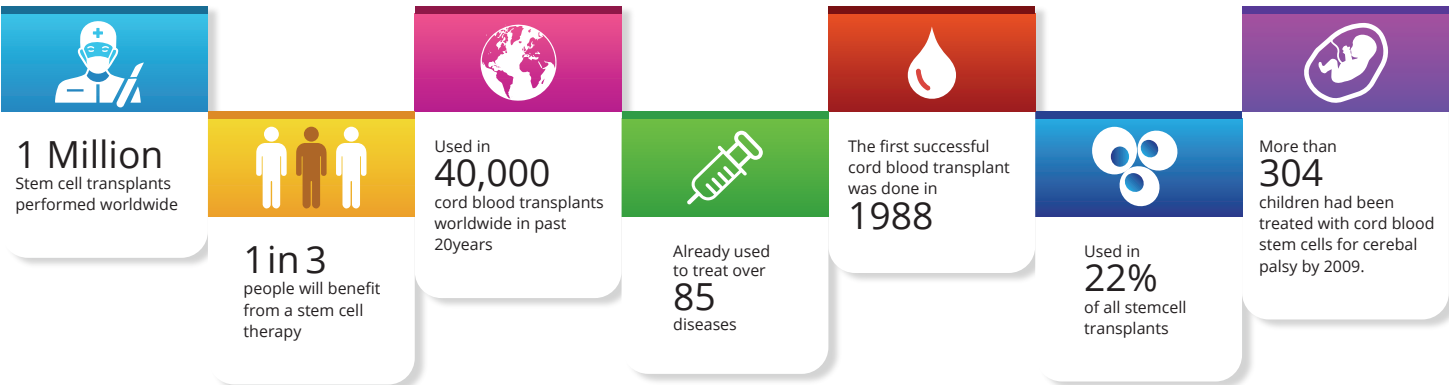 1 Million
Stem cell transplants
performed worldwide
1 in 3
people will benefit
from a stem cell
therapy
Used in
40,000
cord blood transplants
worldwide in past
20years
Already used
to treat over
85
diseases
The first successful
cord blood transplant
was done in
1988
Used in
22%
of all stemcell
transplants
More than
304
children had been
treated with cord blood
stem cells for cerebal
palsy by 2009.